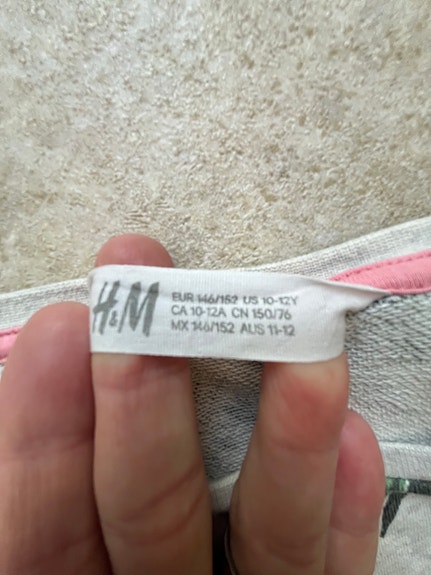 H&M
EUR 146/152 US 10-12Y
CA 10-12A CN 150/76
MX 146/152 AUS 11-12